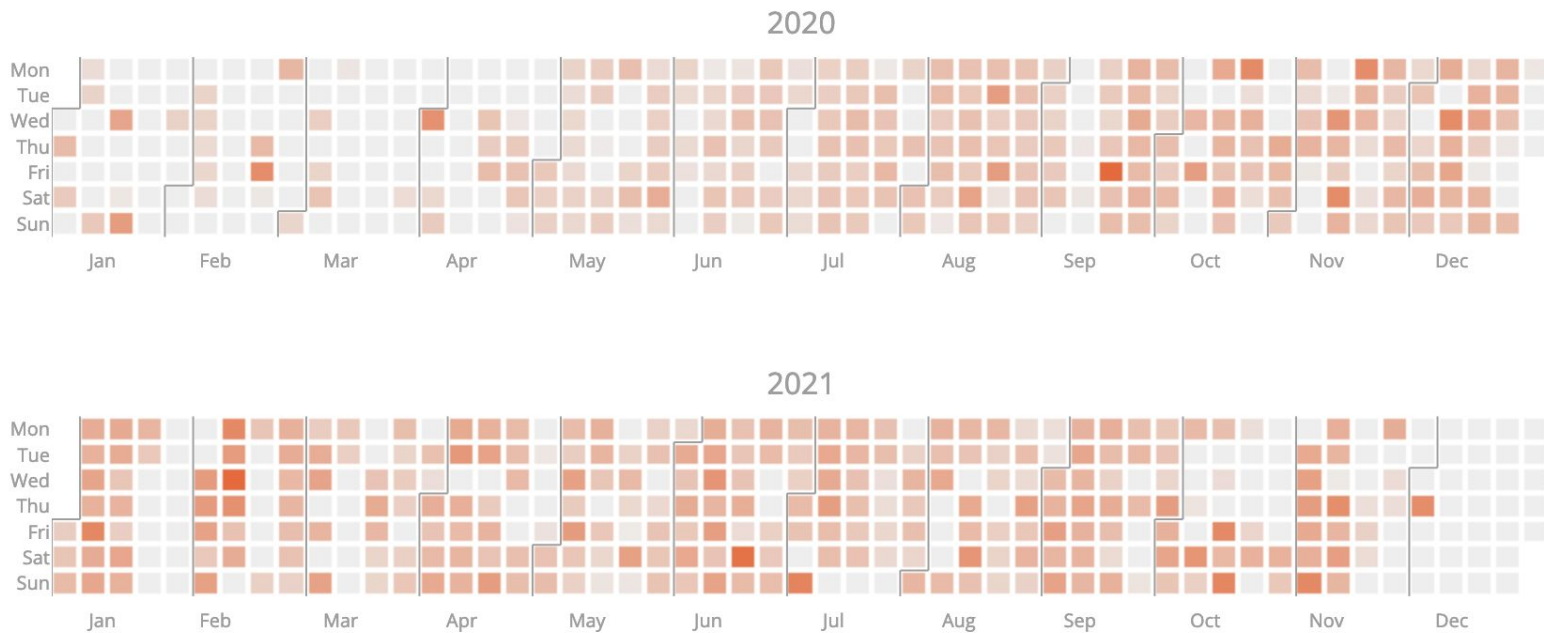 2020
Mon
Tue
Wed
Thu
Fri
Sat
Sun
Jan Feb Mar Apr May Jun Jul Aug Sep Oct Nov Dec
2021
Mon
Tue
Wed
Thu
Fri
Sat
Sun
Jan Feb Mar Apr May Jun Jul Aug Sep Oct Nov Dec